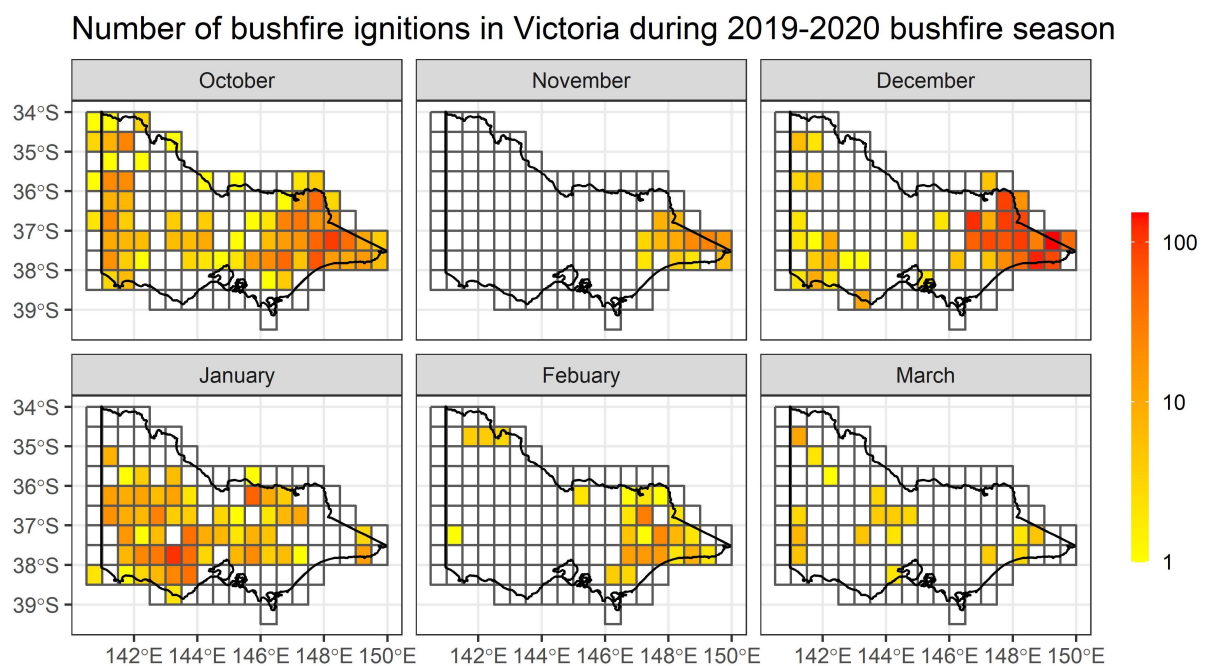 Number of bushfire ignitions in Victoria during 2019-2020 bushfire season
October November December
34°S
35°S
36°S
37°S
38°S
39°S
100
10
1
January Febuary March
34°S
35°S
36°S
37°S
38°S
39°S
142°E 144°E 146°E 148°E 150°E 142°E 144°E 146°E 148°E 150°E 142°E 144°E 146°E 148°E 150°E